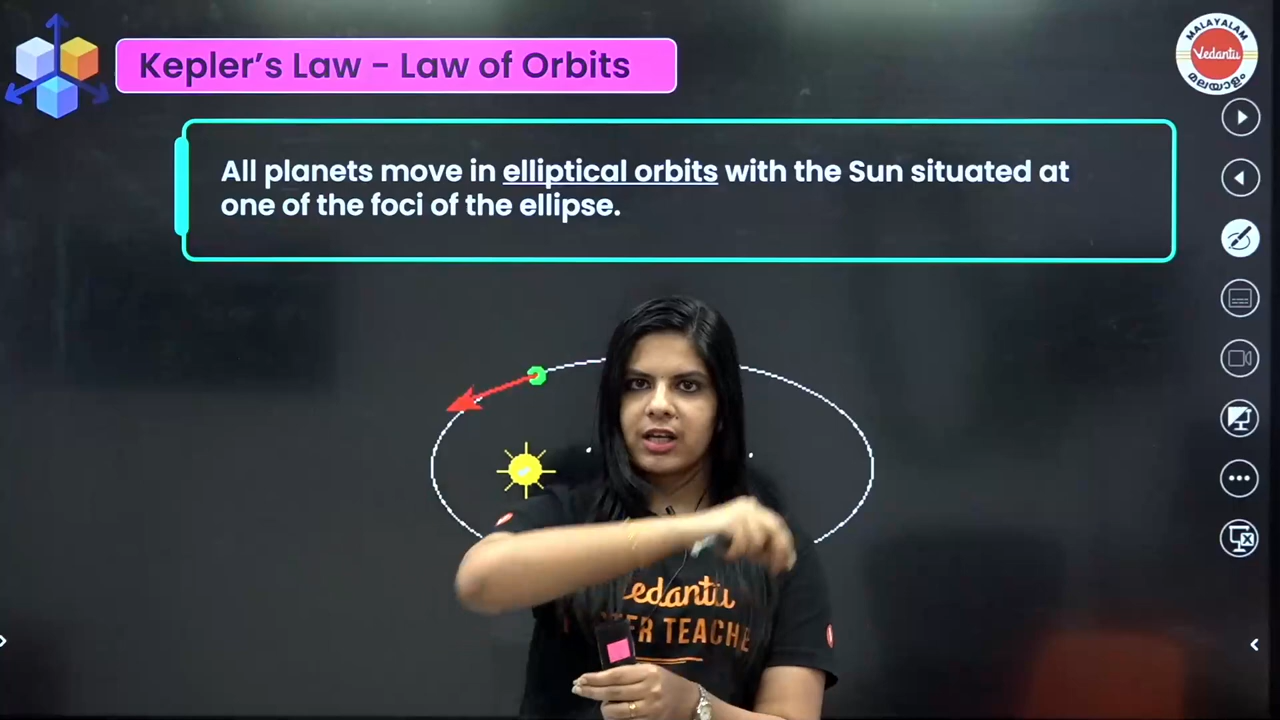 Kepler's Law - Law of Orbits
MALAYALAM
Vedantu
മലയാളം
All planets move in elliptical orbits with the Sun situated at
one of the foci of the ellipse.
edantu
TER TEACHE